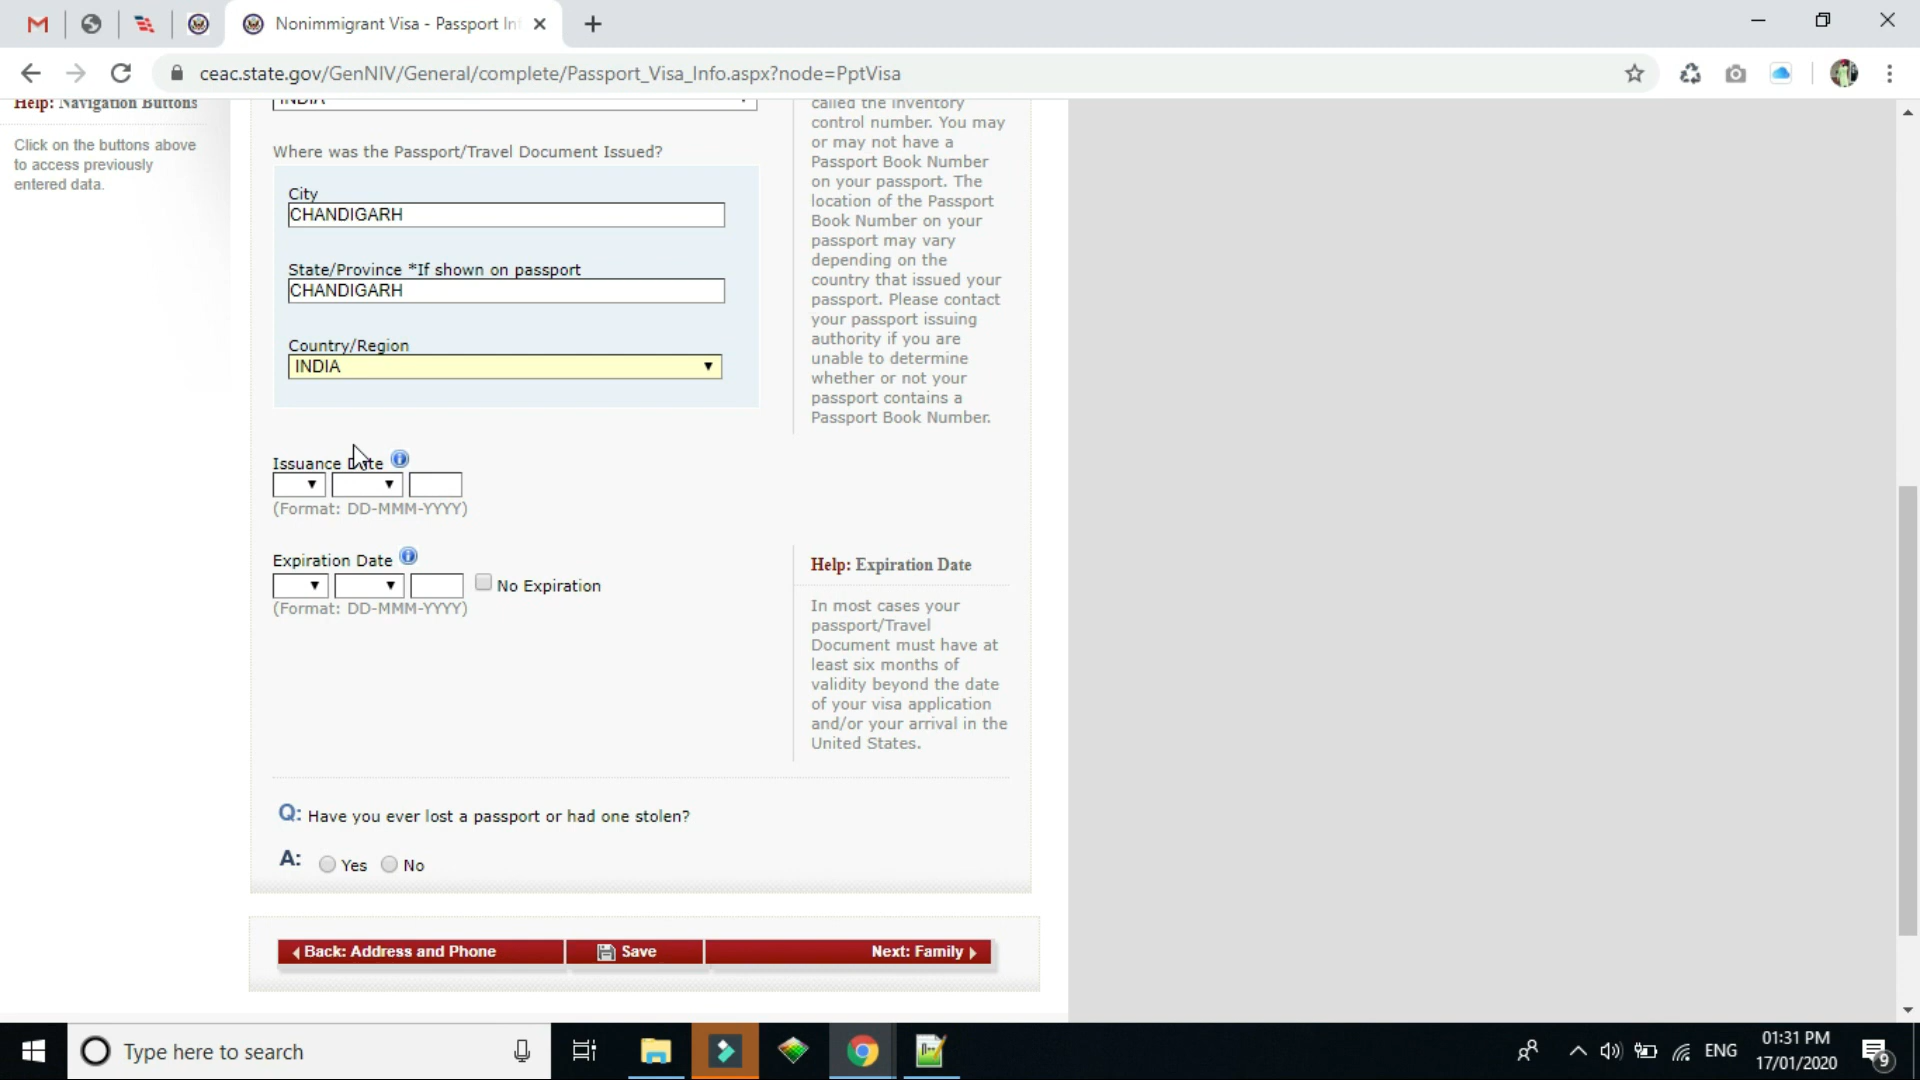 Nonimmigrant Visa - Passport In
ceac.state.gov/GenNIV/General/complete/Passport_Visa_Info.aspx?node=PptVisa
Help: Navigation Buttons
Click on the buttons above
to access previously
entered data.
INDIA
Where was the Passport/Travel Document Issued?
City
CHANDIGARH
State/Province *If shown on passport
CHANDIGARH
Country/Region
INDIA
called the inventory
control number. You may
or may not have a
Passport Book Number
on your passport. The
location of the Passport
Book Number on your
passport may vary
depending on the
country that issued your
passport. Please contact
your passport issuing
authority if you are
unable to determine
whether or not your
passport contains a
Passport Book Number.
Issuance Date
(Format: DD-MMM-YYYY)
Expiration Date
No Expiration
(Format: DD-MMM-YYYY)
Help: Expiration Date
In most cases your
passport/Travel
Document must have at
least six months of
validity beyond the date
of your visa application
and/or your arrival in the
United States.
Q: Have you ever lost a passport or had one stolen?
A: Yes No
Back: Address and Phone
Save
Next: Family
Type here to search
ENG
01:31 PM
17/01/2020
9